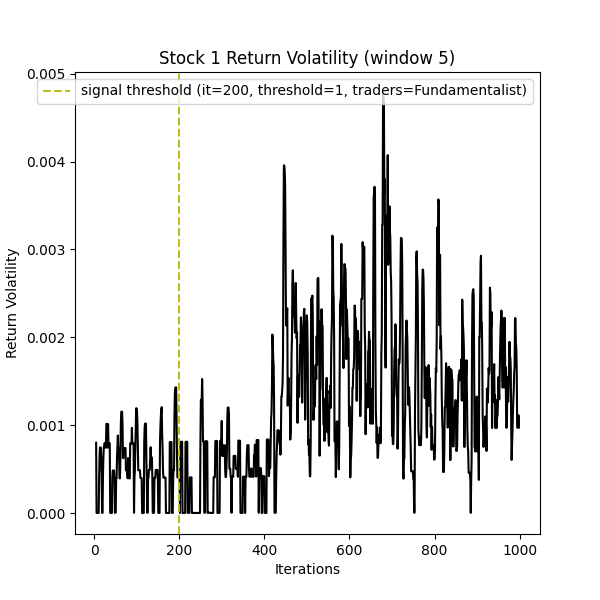 Stock 1 Return Volatility (window 5)
signal threshold (it=200, threshold=1, traders=Fundamentalist)
0.005
0.004
0.003
0.002
0.001
0.000
Return Volatility
0 200 400 600 800 1000
Iterations